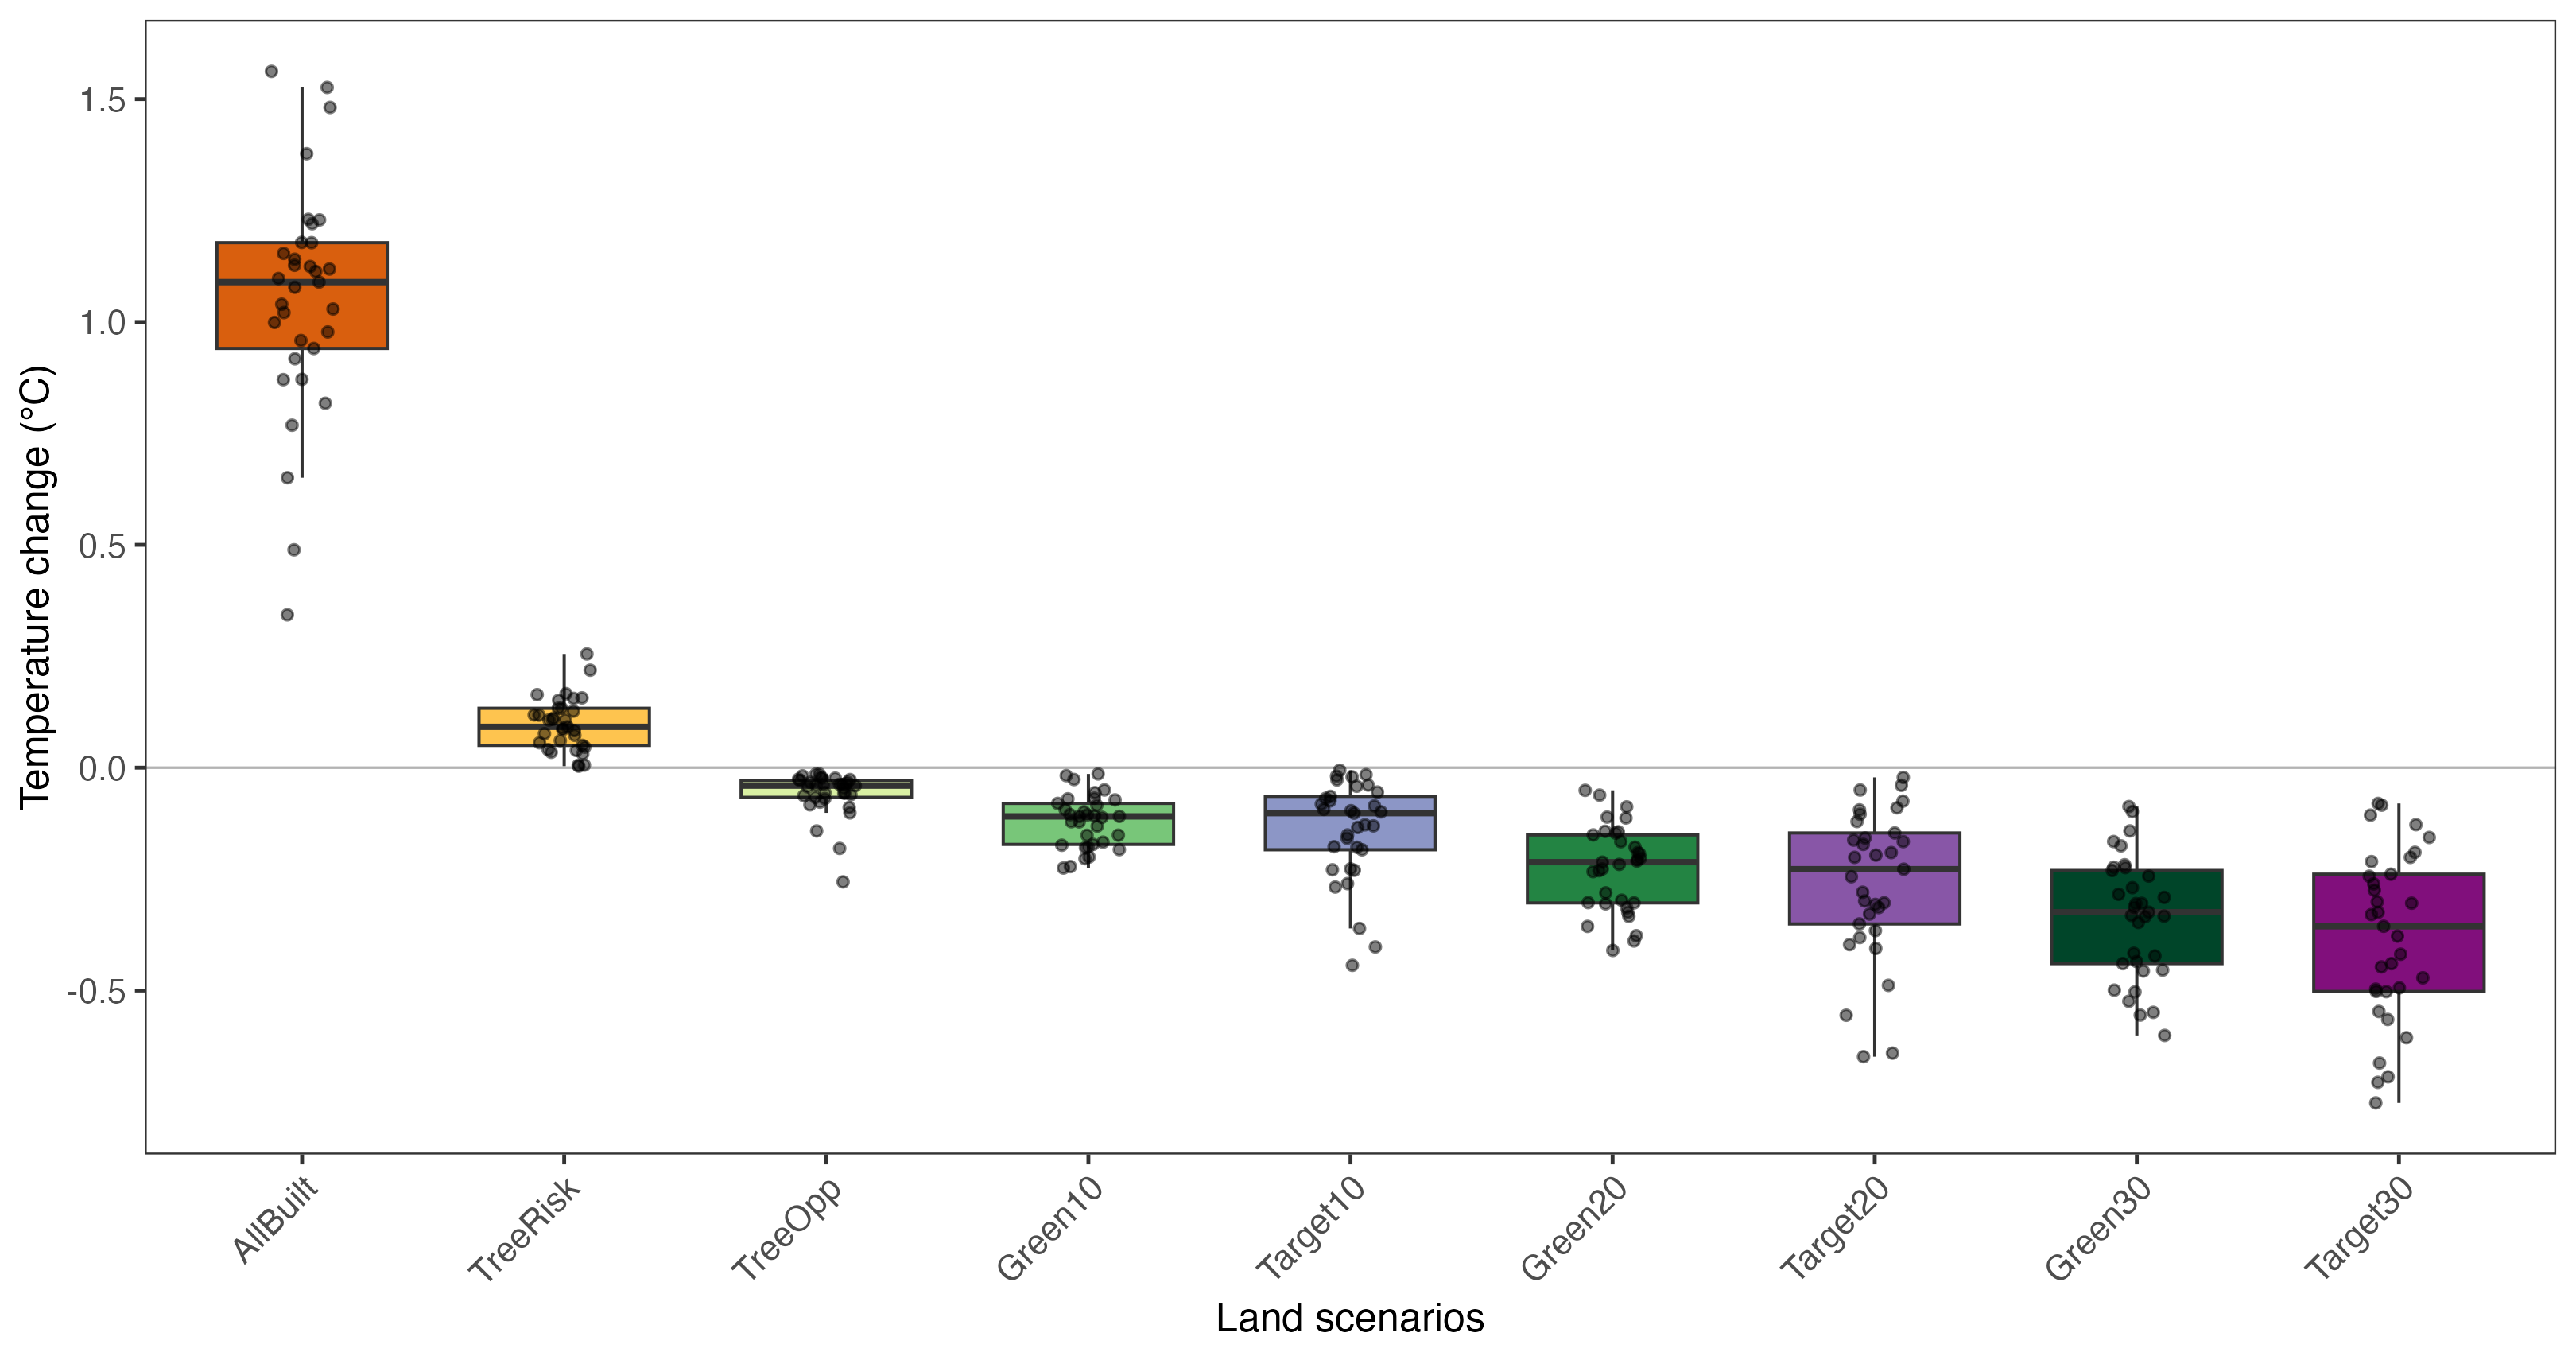 Temperature change (°C)
1.5
1.0
0.5
0.0
-0.5
AllBuilt
TreeRisk
TreeOpp
Green10
Target10
Green20
Target20
Green30
Target30
Land scenarios